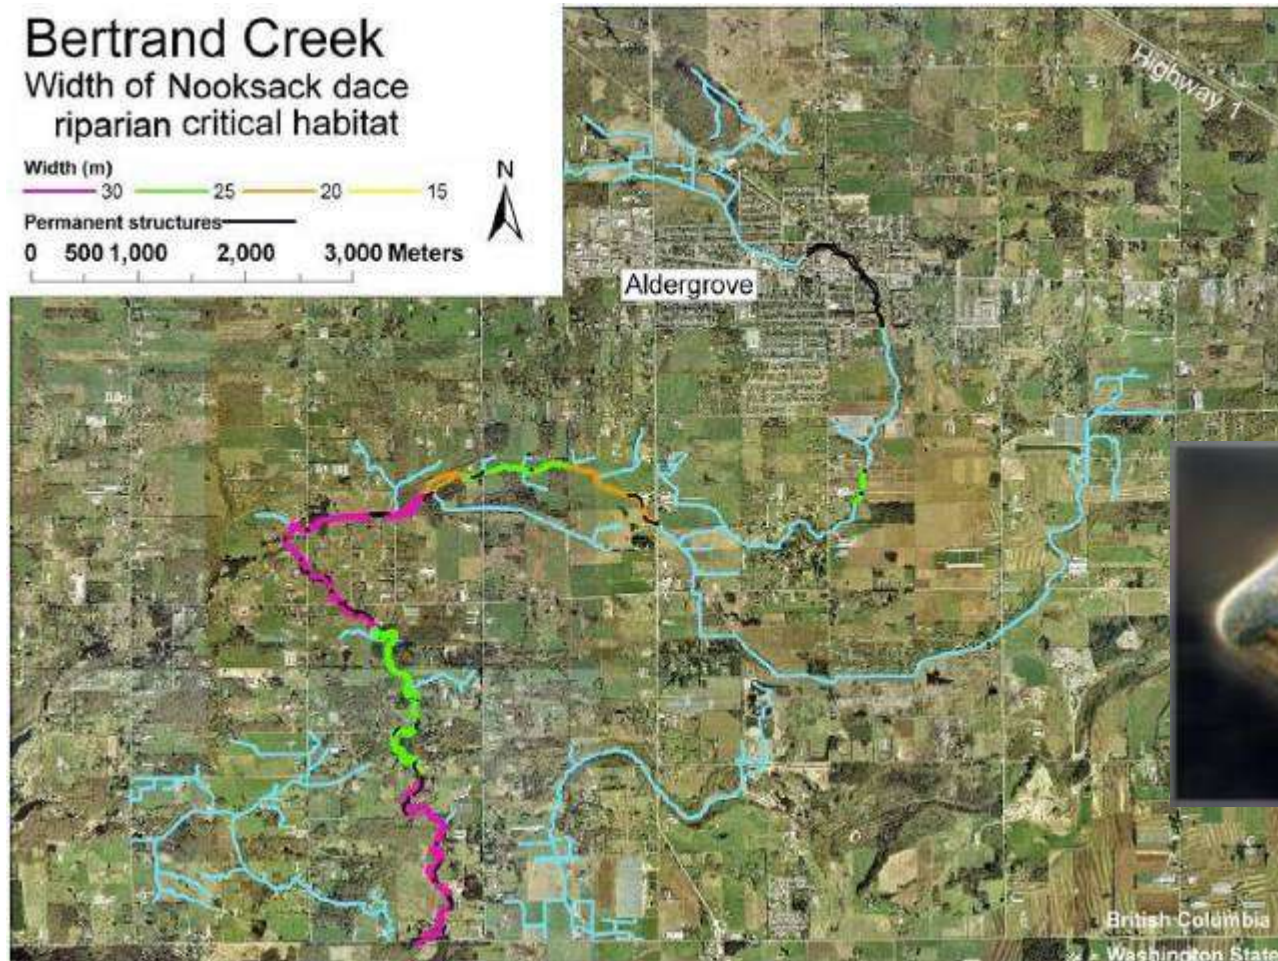 Bertrand Creek
Width of Nooksack dace
riparian critical habitat
Width (m)
30 25 20 15
Permanent structures
N
0 500 1,000 2,000 3,000 Meters
Highway 1
Aldergrove
British Columbia
Washington State